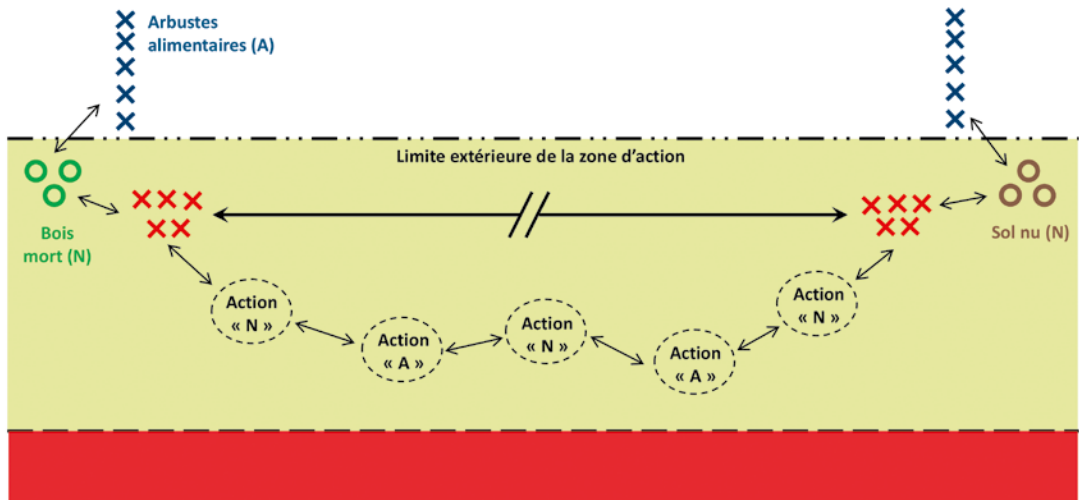 Arbustes
alimentaires (A)
Limite extérieure de la zone d’action
Bois
mort (N)
Sol nu (N)
Action
« N »
Action
« A »
Action
« N »
Action
« A »
Action
« N »